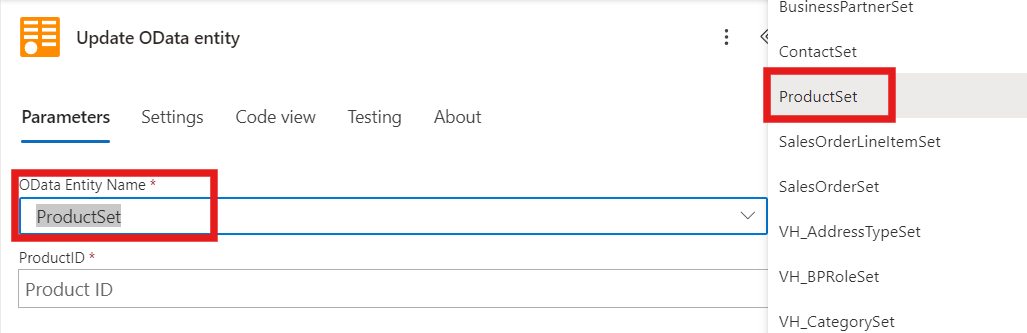 Update OData entity
Parameters Settings Code view Testing About
OData Entity Name *
ProductSet
ProductID *
Product ID
BusinessPartnerSet
ContactSet
ProductSet
SalesOrderLineItemSet
SalesOrderSet
VH_AddressTypeSet
VH_BPRoleSet
VH_CategorySet